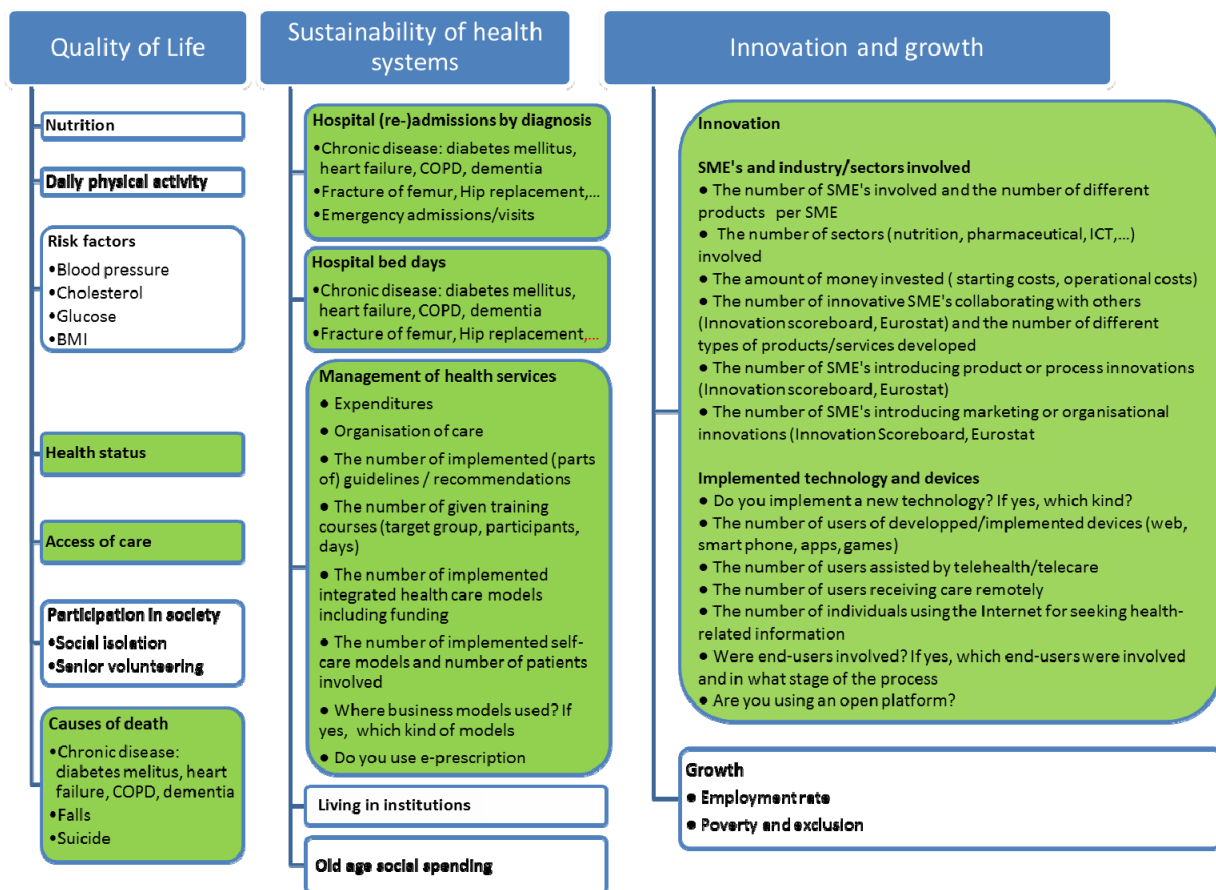 Quality of Life
Nutrition
Daily physical activity
Risk factors
•Blood pressure
•Cholesterol
•Glucose
•BMI
Health status
Access of care
Participation in society
•Social isolation
•Senior volunteering
Causes of death
•Chronic disease:
diabetes melitus, heart
failure, COPD, dementia
•Falls
•Suicide
Sustainability of health
systems
Hospital (re-)admissions by diagnosis
•Chronic disease: diabetes mellitus,
heart failure, COPD, dementia
•Fracture of femur, Hip replacement,...
•Emergency admissions/visits
Hospital bed days
•Chronic disease: diabetes mellitus,
heart failure, COPD, dementia
•Fracture of femur, Hip replacement,...
Management of health services
● Expenditures
● Organisation of care
● The number of implemented (parts
of) guidelines / recommendations
● The number of given training
courses (target group, participants,
days)
● The number of implemented
integrated health care models
including funding
● The number of implemented self-
care models and number of patients
involved
● Where business models used? If
yes, which kind of models
● Do you use e-prescription
Living in institutions
Old age social spending
Innovation and growth
Innovation
SME's and industry/sectors involved
● The number of SME's involved and the number of different
products per SME
● The number of sectors (nutrition, pharmaceutical, ICT,...)
involved
● The amount of money invested ( starting costs, operational costs)
● The number of innovative SME's collaborating with others
(Innovation scoreboard, Eurostat) and the number of different
types of products/services developed
● The number of SME's introducing product or process innovations
(Innovation scoreboard, Eurostat)
● The number of SME's introducing marketing or organisational
innovations (Innovation Scoreboard, Eurostat
Implemented technology and devices
● Do you implement a new technology? If yes, which kind?
● The number of users of developped/implemented devices (web,
smart phone, apps, games)
● The number of users assisted by telehealth/telecare
● The number of users receiving care remotely
● The number of individuals using the Internet for seeking health-
related information
● Were end-users involved? If yes, which end-users were involved
and in what stage of the process
● Are you using an open platform?
Growth
● Employment rate
● Poverty and exclusion